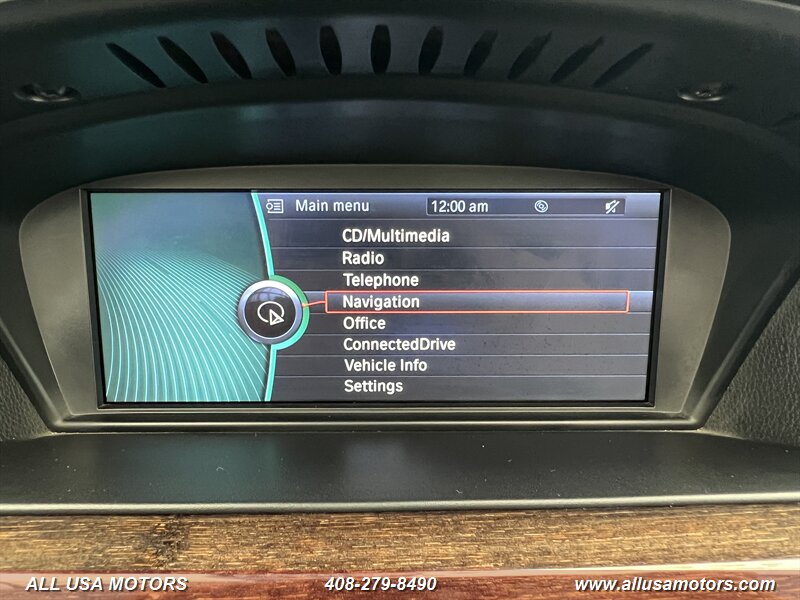 Main menu 12:00 am
CD/Multimedia
Radio
Telephone
Navigation
Office
ConnectedDrive
Vehicle Info
Settings
ALL USA MOTORS 408-279-8490 www.allusamotors.com